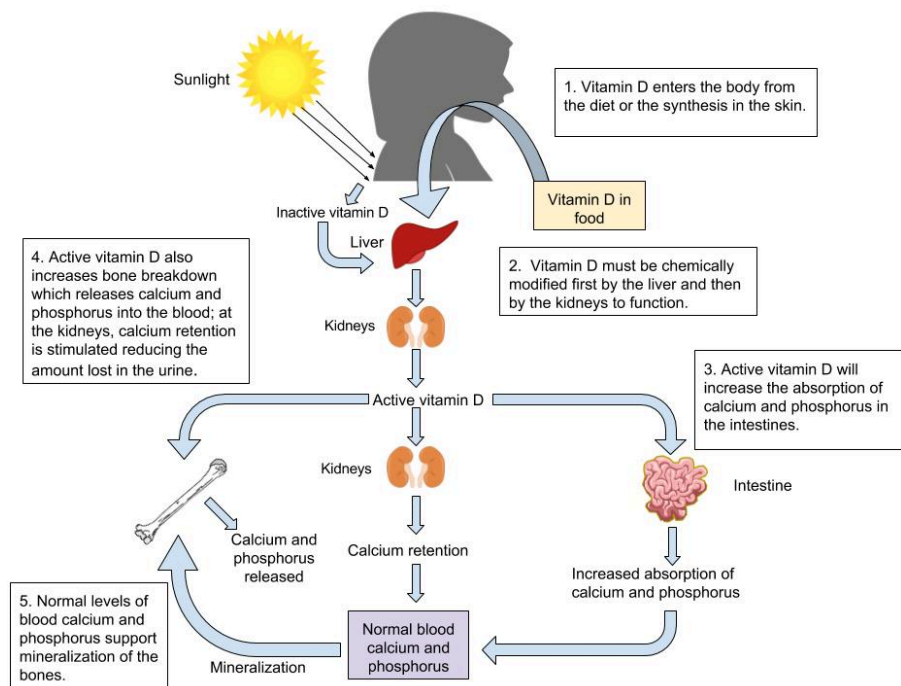 Sunlight
1. Vitamin D enters the body from
the diet or the synthesis in the skin.
Vitamin D in
food
Inactive vitamin D
Liver
2. Vitamin D must be chemically
modified first by the liver and then
by the kidneys to function.
4. Active vitamin D also
increases bone breakdown
which releases calcium and
phosphorus into the blood; at
the kidneys, calcium retention
is stimulated reducing the
amount lost in the urine.
Kidneys
3. Active vitamin D will
increase the absorption of
calcium and phosphorus in
the intestines.
Active vitamin D
Kidneys
Intestine
Calcium and
phosphorus
released
Calcium retention
Increased absorption of
calcium and phosphorus
5. Normal levels of
blood calcium and
phosphorus support
mineralization of the
bones.
Normal blood
calcium and
phosphorus
Mineralization